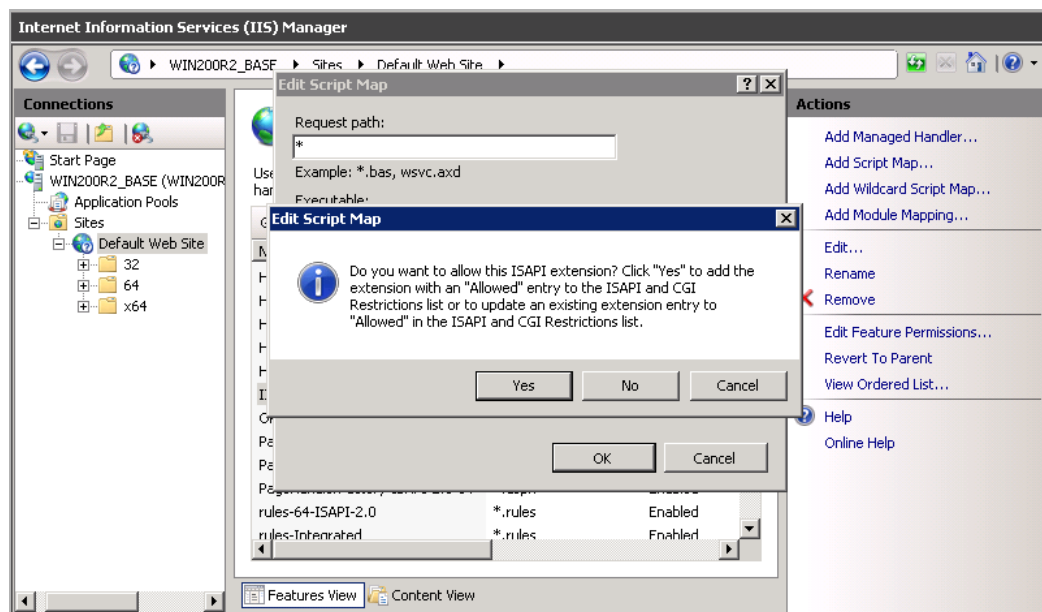 Internet Information Services (IIS) Manager
WIN200R2_BASE ▸ Sites ▸ Default Web Site ▸
Connections
Start Page
WIN200R2_BASE (WIN200R
Application Pools
Sites
Default Web Site
32
64
x64
Edit Script Map
Request path:
*
Example: *.bas, wsvc.axd
Executable:
Edit Script Map
Do you want to allow this ISAPI extension? Click "Yes" to add the
extension with an "Allowed" entry to the ISAPI and CGI
Restrictions list or to update an existing extension entry to
"Allowed" in the ISAPI and CGI Restrictions list.
Yes No Cancel
OK Cancel
rules-64-ISAPI-2.0 *.rules Enabled
rules-Integrated *.rules Enabled
Features View Content View
Actions
Add Managed Handler...
Add Script Map...
Add Wildcard Script Map...
Add Module Mapping...
Edit...
Rename
Remove
Edit Feature Permissions...
Revert To Parent
View Ordered List...
Help
Online Help